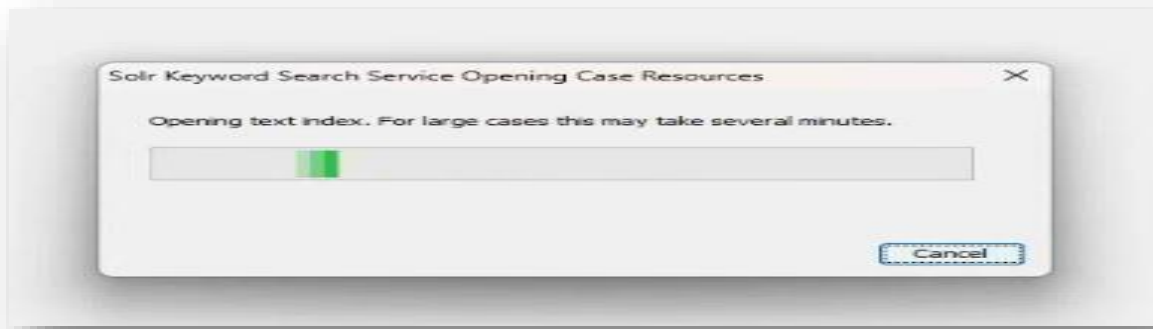 Solr Keyword Search Service Opening Case Resources
Opening text index. For large cases this may take several minutes.
Cancel